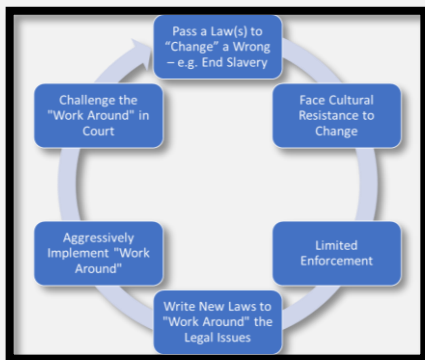 Pass a Law(s) to
“Change” a Wrong
– e.g. End Slavery
Face Cultural
Resistance to
Change
Limited
Enforcement
Write New Laws to
"Work Around" the
Legal Issues
Aggressively
Implement "Work
Around"
Challenge the
"Work Around" in
Court